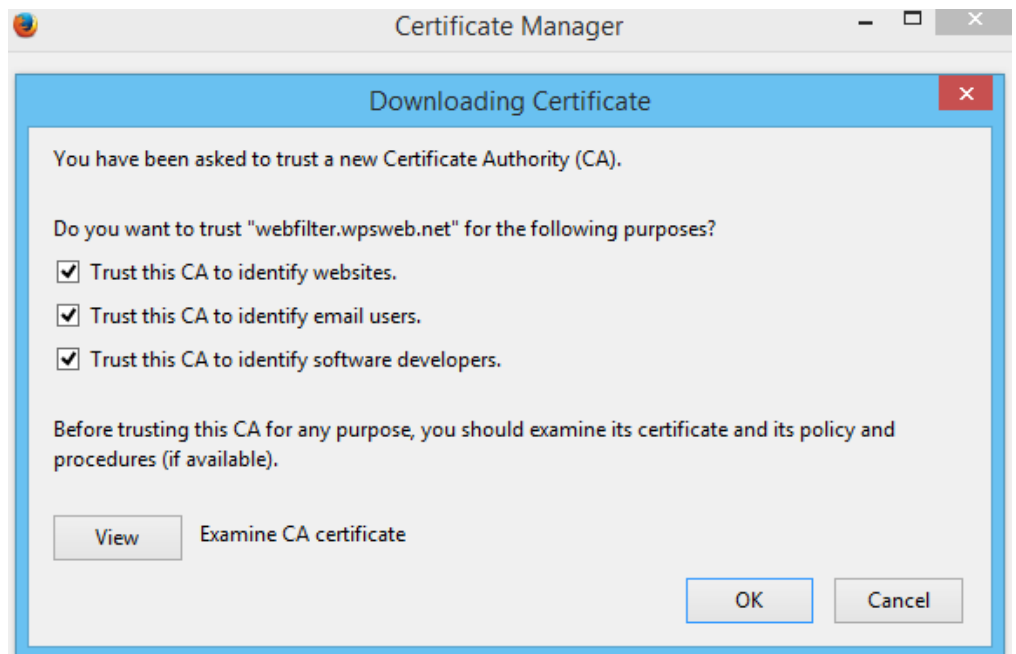 Certificate Manager
Downloading Certificate
You have been asked to trust a new Certificate Authority (CA).
Do you want to trust "webfilter.wpsweb.net" for the following purposes?
Trust this CA to identify websites.
Trust this CA to identify email users.
Trust this CA to identify software developers.
Before trusting this CA for any purpose, you should examine its certificate and its policy and
procedures (if available).
View Examine CA certificate
OK Cancel